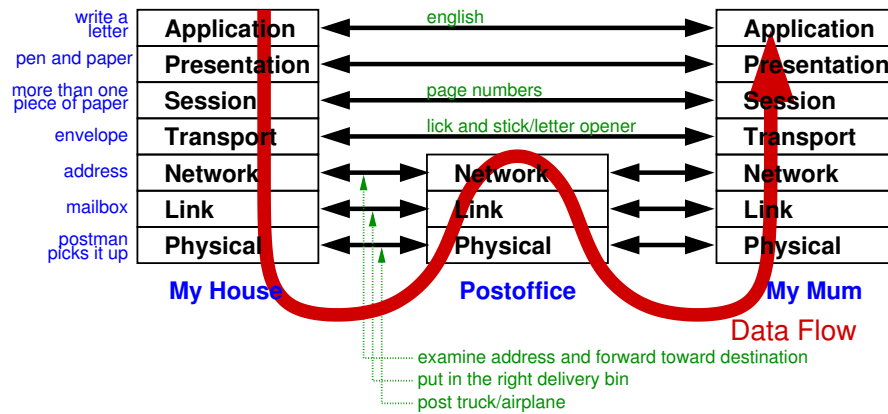 write a
letter
Application
english
Application
pen and paper
Presentation
Presentation
more than one
piece of paper
Session
page numbers
Session
envelope
Transport
lick and stick/letter opener
Transport
address
Network
Network
Network
mailbox
Link
Link
Link
postman
picks it up
Physical
Physical
Physical
My House
Postoffice
My Mum
Data Flow
examine address and forward toward destination
put in the right delivery bin
post truck/airplane